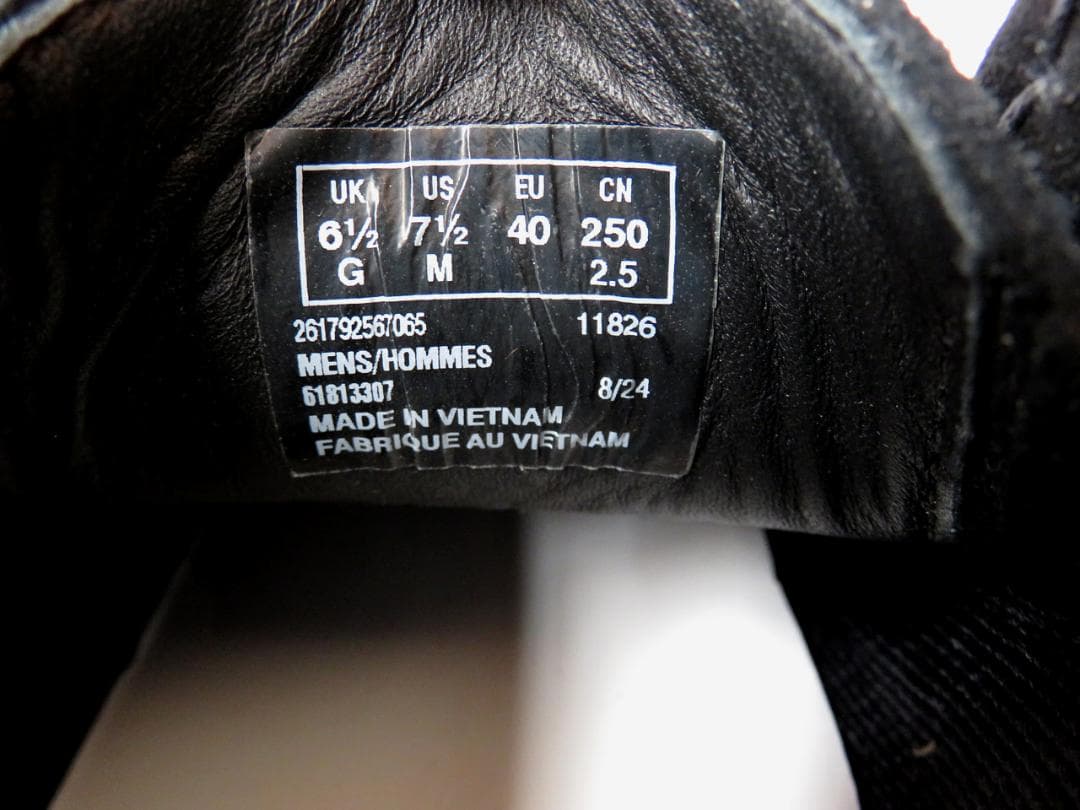 UK US EU CN
6½ 7½ 40 250
G M 2.5
261792567065 11826
MENS/HOMMES
61813307 8/24
MADE IN VIETNAM
FABRIQUE AU VIETNAM